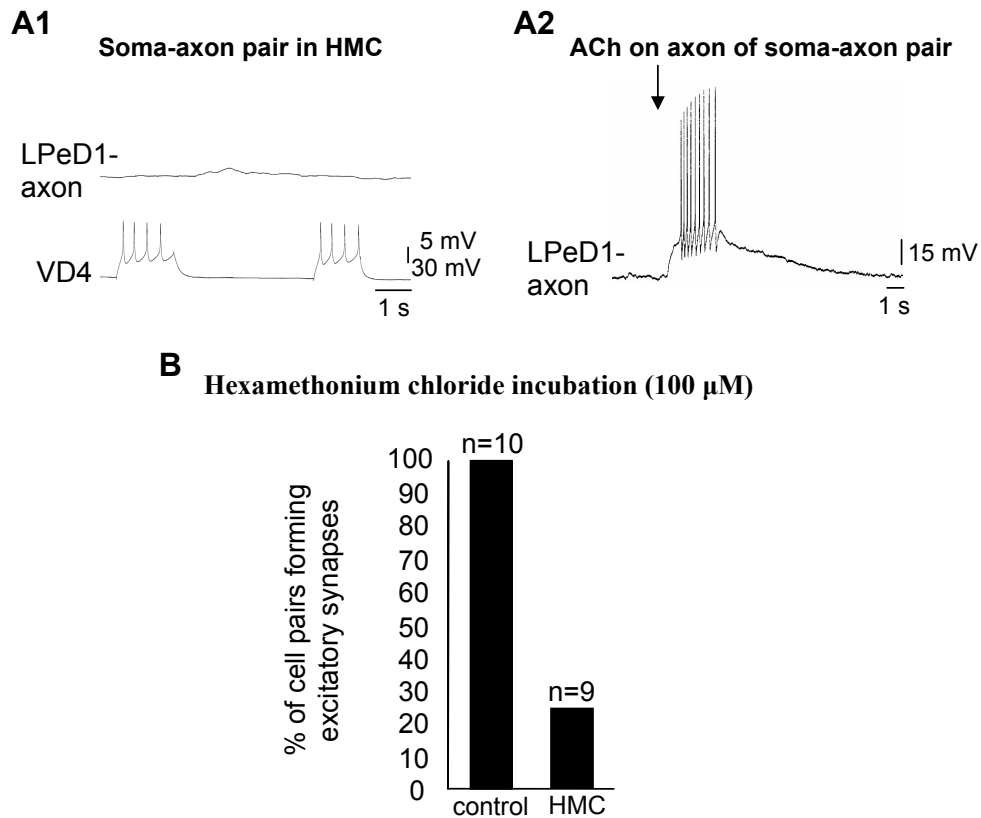 A1
Soma-axon pair in HMC
LPeD1-
axon
VD4
5 mV
30 mV
1 s
A2
ACh on axon of soma-axon pair
LPeD1-
axon
15 mV
1 s
B
Hexamethonium chloride incubation (100 µM)
% of cell pairs forming
excitatory synapses
100
90
80
70
60
50
40
30
20
10
0
n=10
n=9
control
HMC